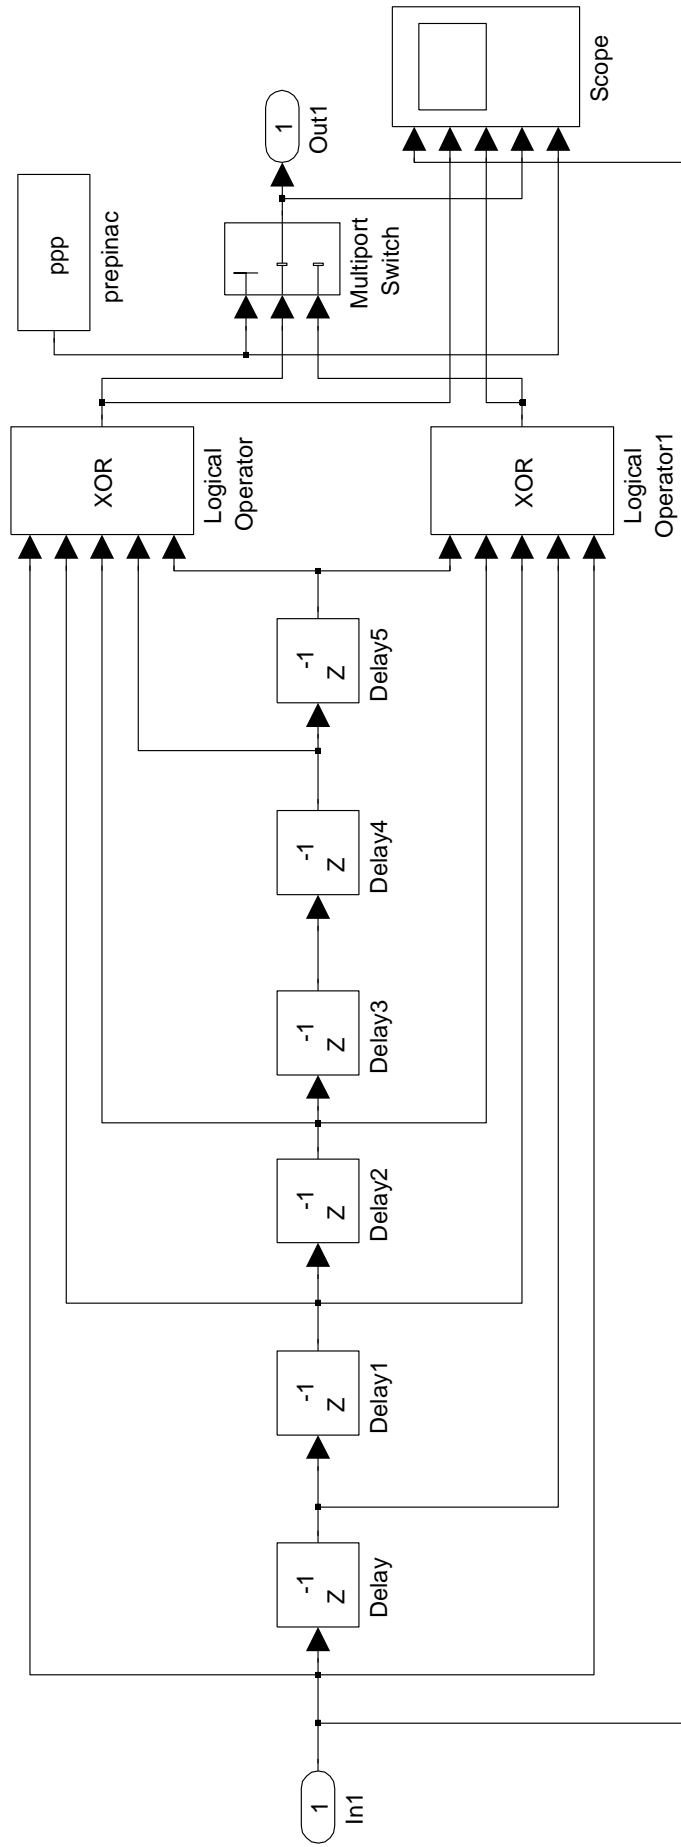 1
In1
-1
Z
Delay
-1
Z
Delay1
-1
Z
Delay2
-1
Z
Delay3
-1
Z
Delay4
-1
Z
Delay5
XOR
Logical
Operator
XOR
Logical
Operator1
ppp
prepinac
Multiport
Switch
1
Out1
Scope